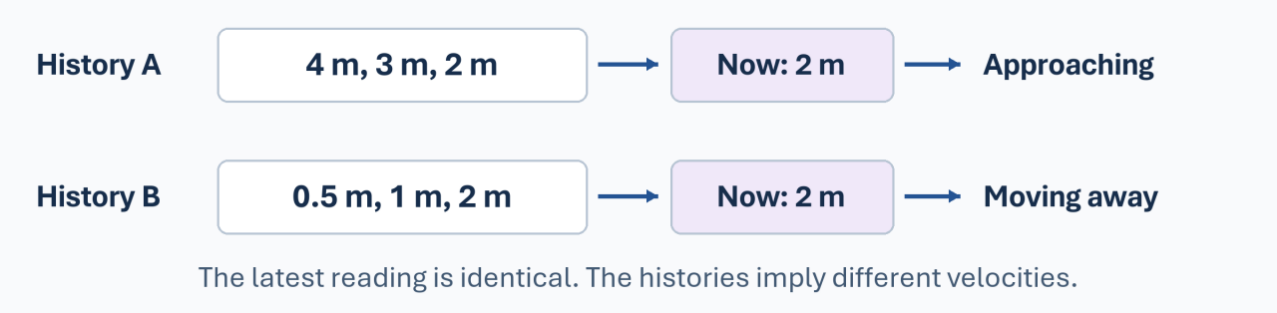 History A 4 m, 3 m, 2 m Now: 2 m Approaching
History B 0.5 m, 1 m, 2 m Now: 2 m Moving away
The latest reading is identical. The histories imply different velocities.